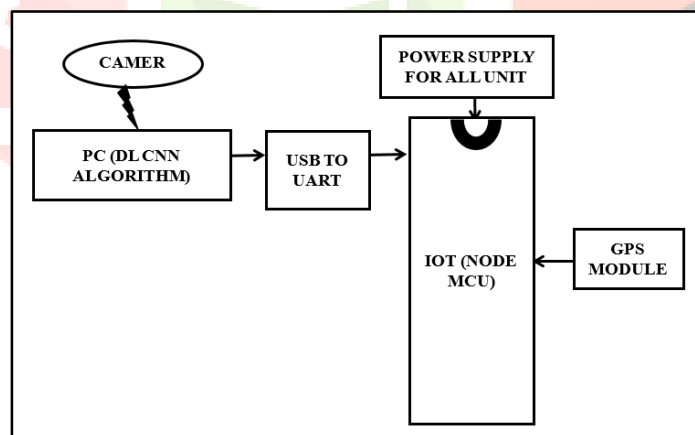 CAMER
POWER SUPPLY
FOR ALL UNIT
PC (DL CNN
ALGORITHM)
USB TO
UART
IOT (NODE
MCU)
GPS
MODULE